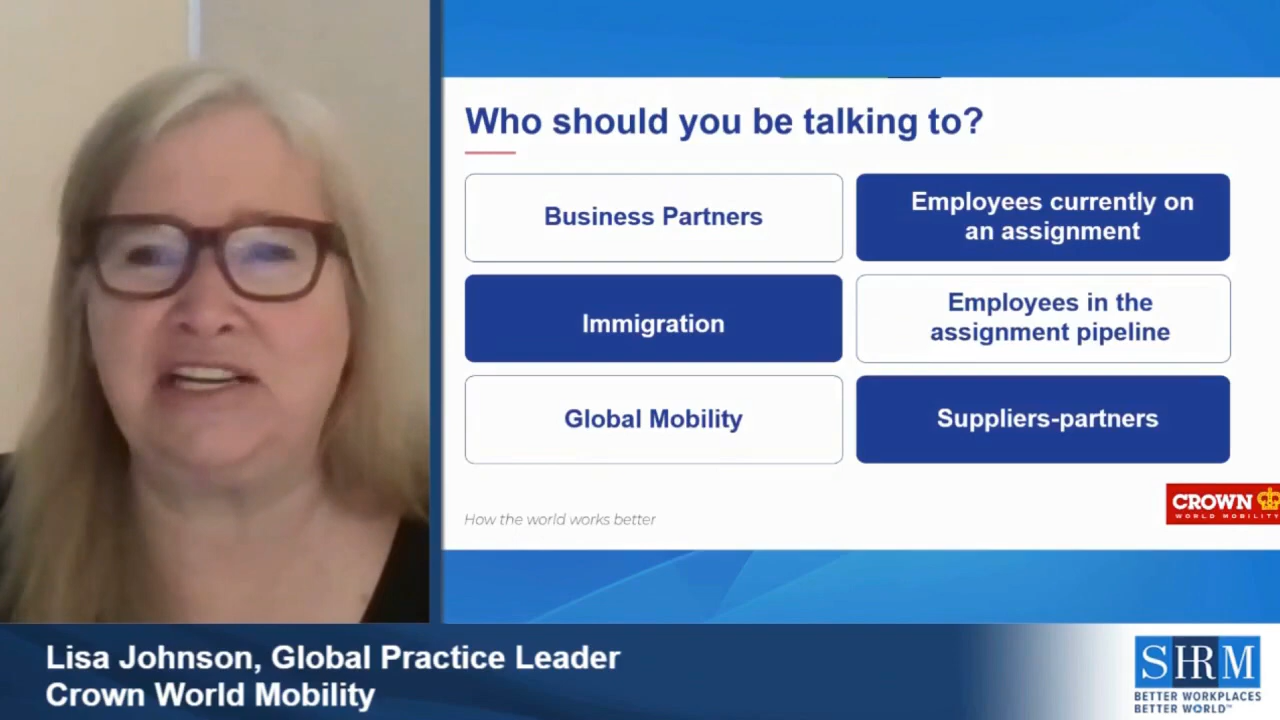 Who should you be talking to?
Business Partners
Employees currently on
an assignment
Immigration
Employees in the
assignment pipeline
Global Mobility
Suppliers-partners
How the world works better
CROWN
WORLD MOBILITY
Lisa Johnson, Global Practice Leader
Crown World Mobility
SHRM
BETTER WORKPLACES
BETTER WORLD™